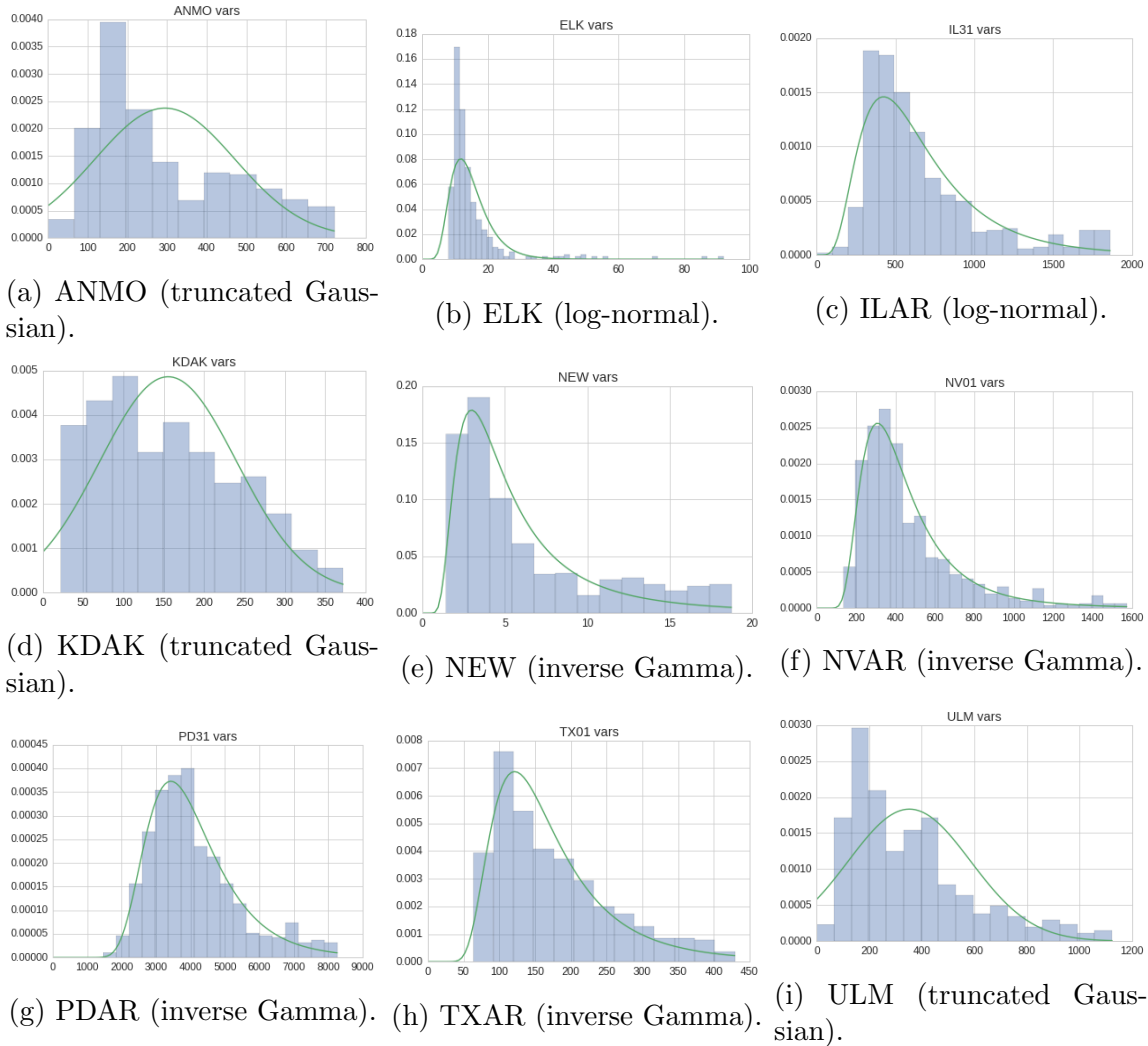 ANMO vars
0.0040
0.0035
0.0030
0.0025
0.0020
0.0015
0.0010
0.0005
0.0000
0 100 200 300 400 500 600 700 800
(a) ANMO (truncated Gaus-
sian).
ELK vars
0.18
0.16
0.14
0.12
0.10
0.08
0.06
0.04
0.02
0.00
0 20 40 60 80 100
(b) ELK (log-normal).
IL31 vars
0.0020
0.0015
0.0010
0.0005
0.0000
0 500 1000 1500 2000
(c) ILAR (log-normal).
KDAK vars
0.005
0.004
0.003
0.002
0.001
0.000
0 50 100 150 200 250 300 350 400
(d) KDAK (truncated Gaus-
sian).
NEW vars
0.20
0.15
0.10
0.05
0.00
0 5 10 15 20
(e) NEW (inverse Gamma).
NV01 vars
0.0030
0.0025
0.0020
0.0015
0.0010
0.0005
0.0000
0 200 400 600 800 1000 1200 1400 1600
(f) NVAR (inverse Gamma).
PD31 vars
0.00045
0.00040
0.00035
0.00030
0.00025
0.00020
0.00015
0.00010
0.00005
0.00000
0 1000 2000 3000 4000 5000 6000 7000 8000 9000
(g) PDAR (inverse Gamma).
TX01 vars
0.008
0.007
0.006
0.005
0.004
0.003
0.002
0.001
0.000
0 50 100 150 200 250 300 350 400 450
(h) TXAR (inverse Gamma).
ULM vars
0.0030
0.0025
0.0020
0.0015
0.0010
0.0005
0.0000
0 200 400 600 800 1000 1200
(i) ULM (truncated Gaus-
sian).